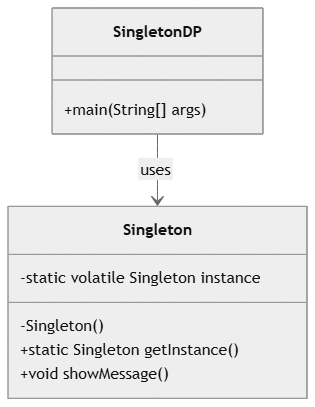 SingletonDP
+main(String[] args)
uses
Singleton
-static volatile Singleton instance
-Singleton()
+static Singleton getInstance()
+void showMessage()